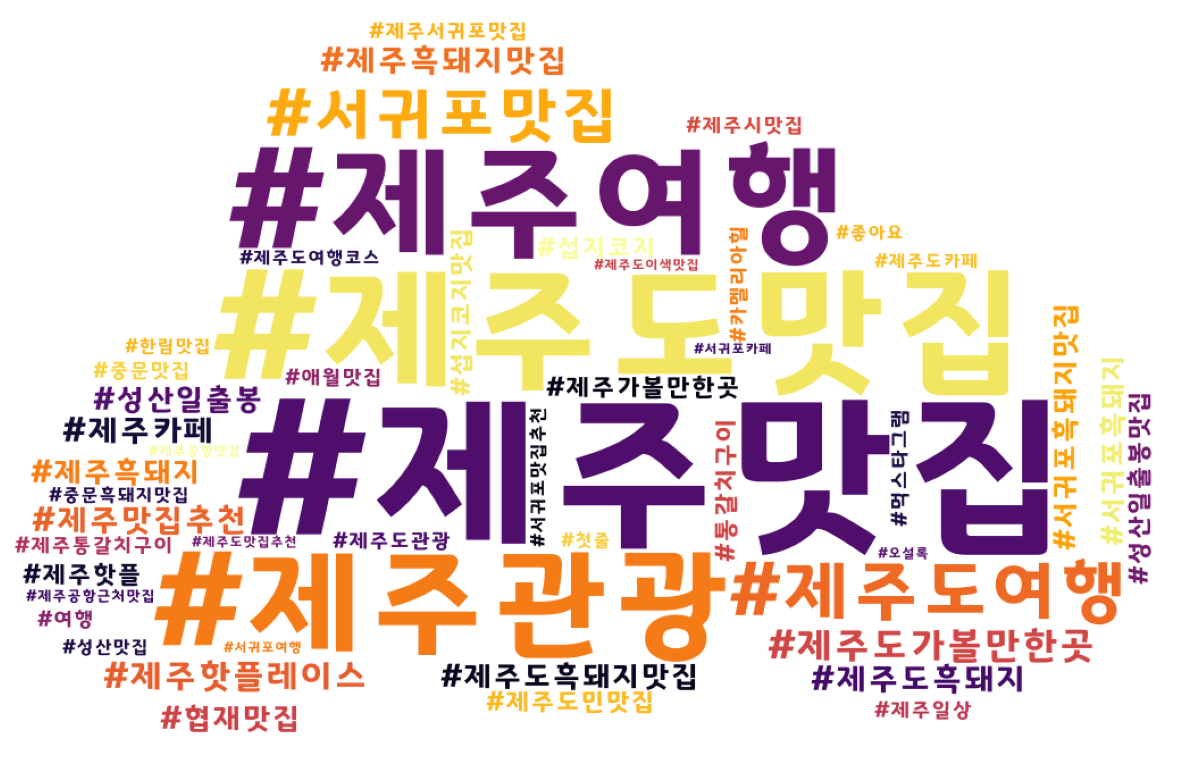 #제주서귀포맛집
#제주흑돼지맛집
#서귀포맛집
#제주시맛집
#제주여행
#좋아요
#섭지코지
#제주도여행코스
#제주도이색맛집
#제주도카페
#카멜리아힐
#섭지코지맛집
#제주도맛집
#한림맛집
#서귀포카페
#중문맛집
#애월맛집
#제주가볼만한곳
#성산일출봉
#제주카페
#제주맛집
#제주공항맛집
#제주흑돼지
#중문흑돼지맛집
#서귀포맛집추천
#통갈치구이
#먹스타그램
#서귀포흑돼지맛집
#서귀포흑돼지
#성산일출봉맛집
#제주맛집추천
#제주통갈치구이
#제주도맛집추천
#제주도관광
#첫줄
#오설록
#제주핫플
#제주관광
#제주도여행
#제주공항근처맛집
#여행
#성산맛집
#서귀포여행
#제주도가볼만한곳
#제주핫플레이스
#제주도흑돼지맛집
#제주도흑돼지
#제주도민맛집
#협재맛집
#제주일상